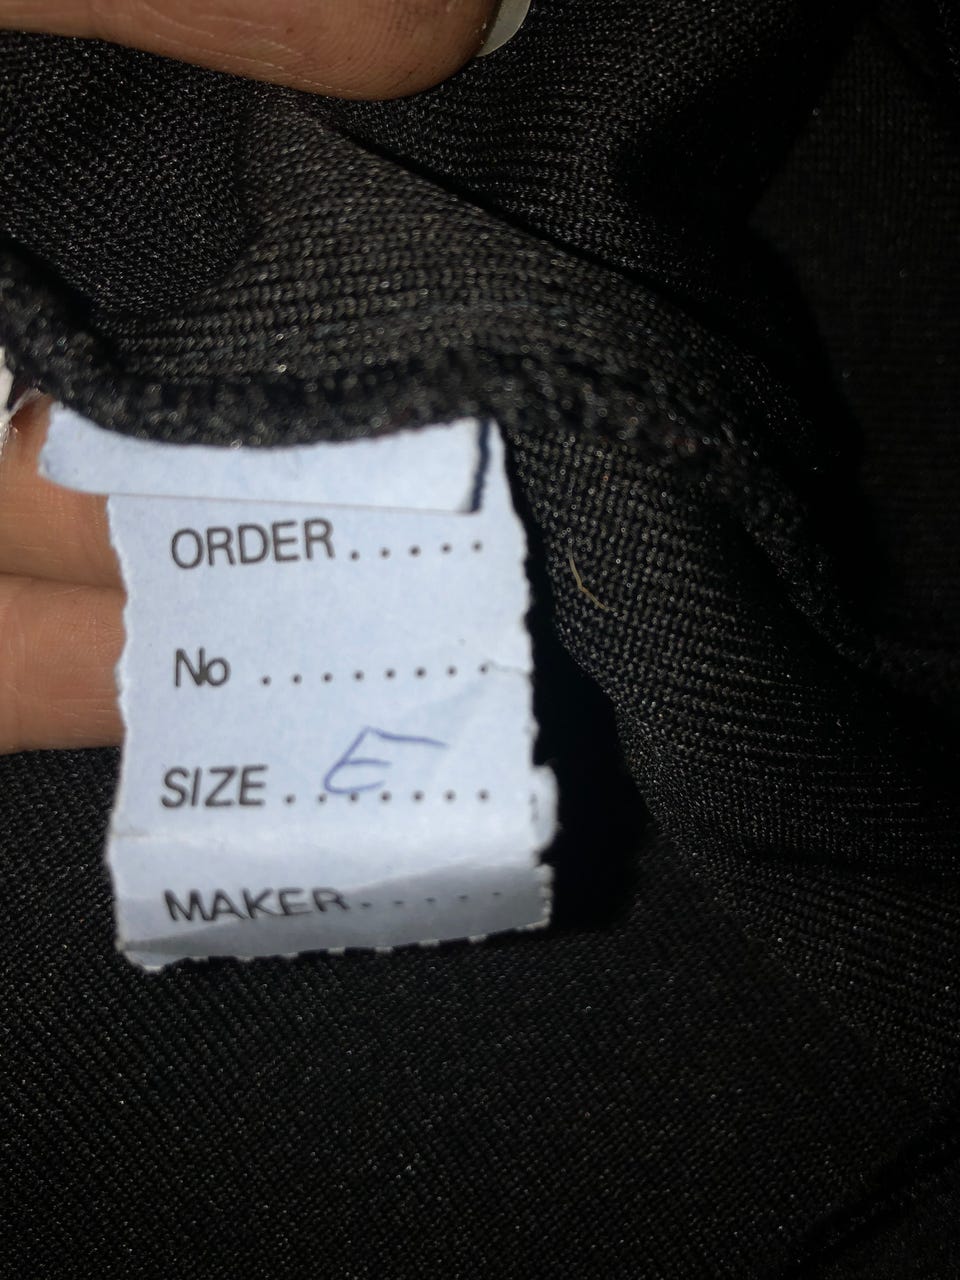 ORDER.....
No ........
SIZE. E .......
MAKER......